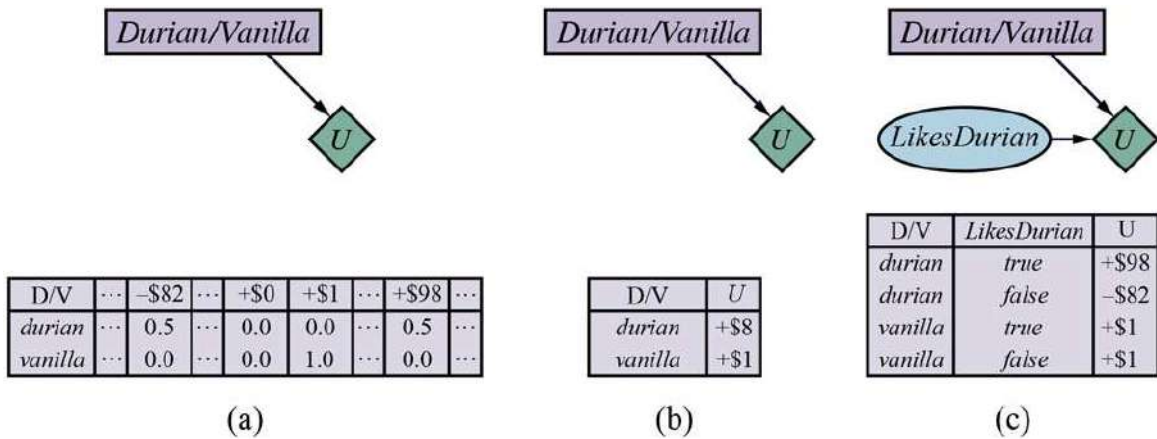 Durian/Vanilla
U
D/V ... –$82 ... +$0 +$1 ... +$98 ...
durian ... 0.5 ... 0.0 0.0 ... 0.5 ...
vanilla ... 0.0 ... 0.0 1.0 ... 0.0 ...
(a)
Durian/Vanilla
U
D/V U
durian +$8
vanilla +$1
(b)
Durian/Vanilla
LikesDurian U
D/V LikesDurian U
durian true +$98
durian false –$82
vanilla true +$1
vanilla false +$1
(c)